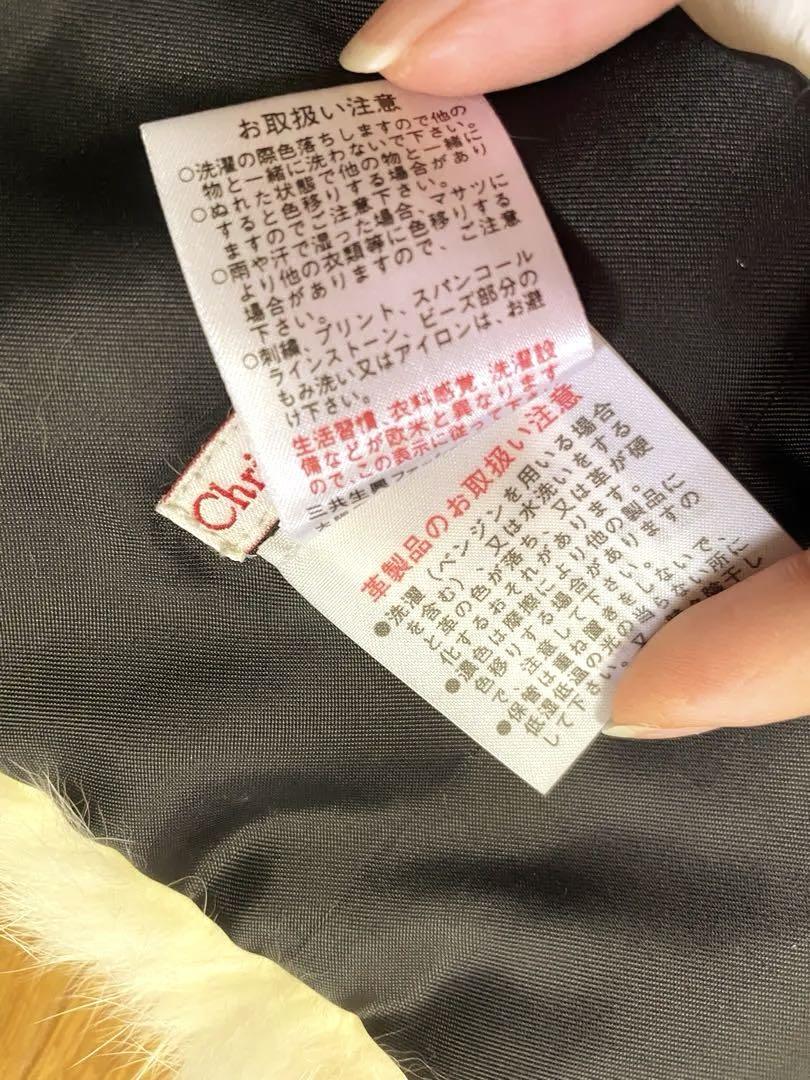 お取扱い注意
○洗濯の際色落ちしますので他の
物と一緒に洗わないで下さい。
○ぬれた状態で他の物と一緒に
すると色移りする場合があり
ますのでご注意下さい。
○雨や汗で湿った場合、マサツに
より他の衣類等に色移りする
場合がありますので、ご注意
下さい。
○刺繍、プリント、スパンコール
ラインストーン、ビーズ部分の
もみ洗い又はアイロンは、お避
け下さい。
生活習慣、衣料感覚、洗濯設
備などが欧米と異なります
ので、この表示に従って下さ
三共生興ファ
Chri
革製品のお取扱い注意
●洗濯(ベンジンを用いる場合
を含む)、又は水洗いをする
と革の色が落ち、又は革が硬
化するおそれがあります。
●濃色は摩擦により他の製品に
色移りする場合がありますの
で、注意して下さい。
●保管は重ね置きをしないで、
低湿低温の光の当らない所に
して下さい。又、陰干し